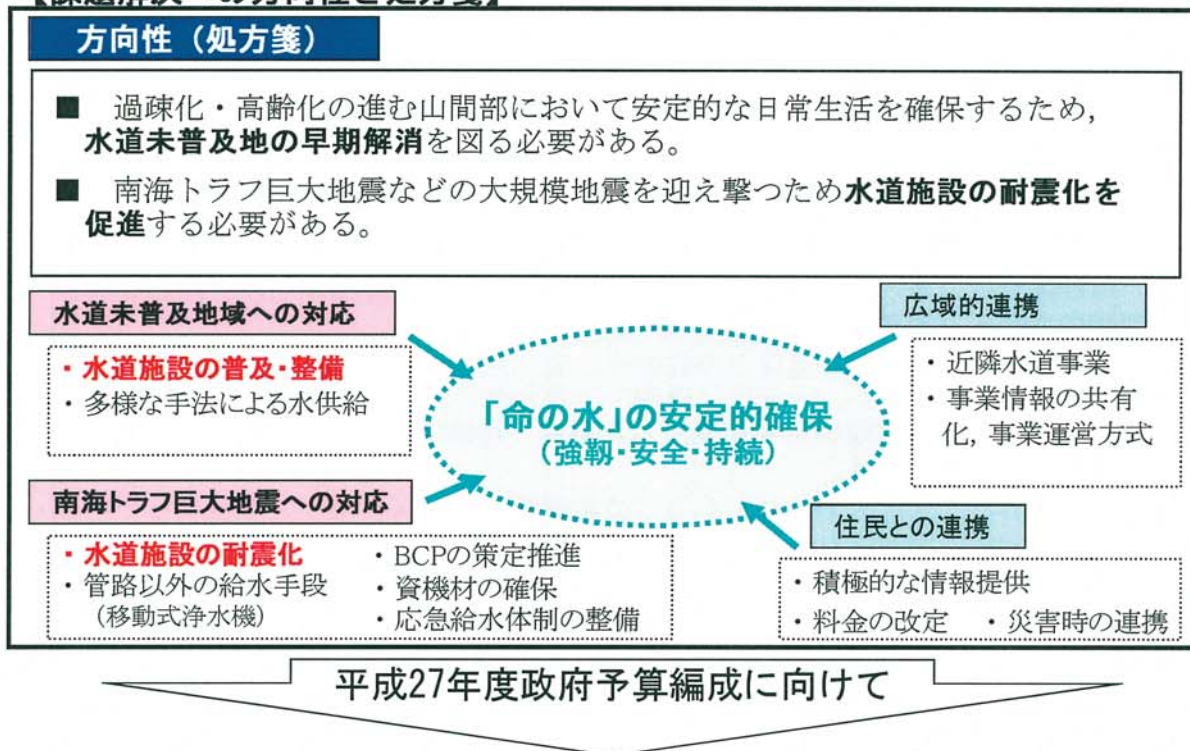 【課題解決への方向性と処方箋】
方向性（処方箋）
■ 過疎化・高齢化の進む山間部において安定的な日常生活を確保するため,
水道未普及地の早期解消を図る必要がある。
■ 南海トラフ巨大地震などの大規模地震を迎え撃つため水道施設の耐震化を
促進する必要がある。
水道未普及地域への対応
・水道施設の普及・整備
・多様な手法による水供給
広域的連携
・近隣水道事業
・事業情報の共有
化, 事業運営方式
「命の水」の安定的確保
（強靭・安全・持続）
南海トラフ巨大地震への対応
・水道施設の耐震化
・管路以外の給水手段
（移動式浄水機）
・BCPの策定推進
・資機材の確保
・応急給水体制の整備
住民との連携
・積極的な情報提供
・料金の改定 ・災害時の連携
平成27年度政府予算編成に向けて